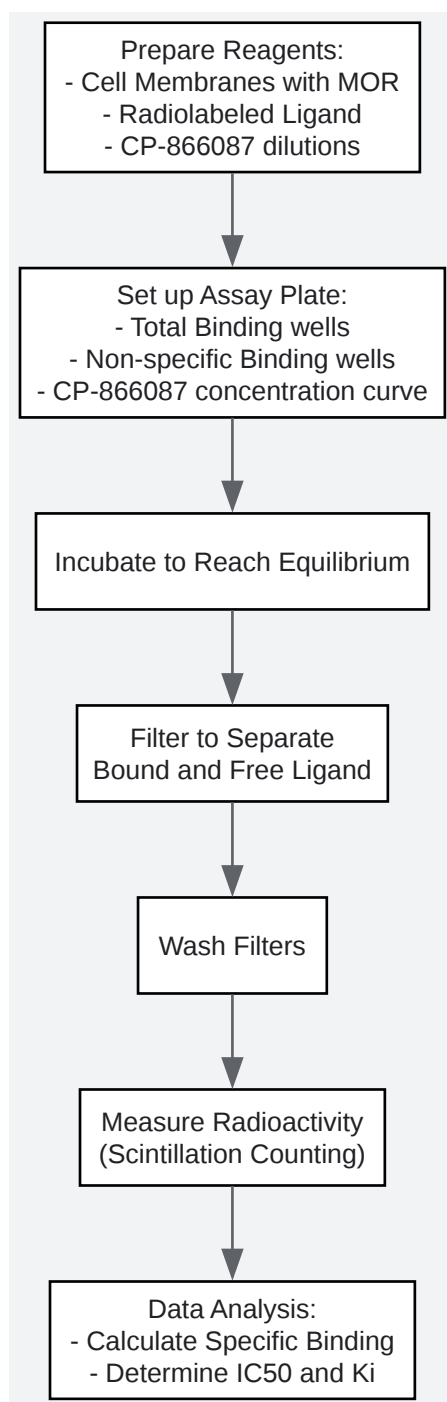 Prepare Reagents:
- Cell Membranes with MOR
- Radiolabeled Ligand
- CP-866087 dilutions
Set up Assay Plate:
- Total Binding wells
- Non-specific Binding wells
- CP-866087 concentration curve
Incubate to Reach Equilibrium
Filter to Separate
Bound and Free Ligand
Wash Filters
Measure Radioactivity
(Scintillation Counting)
Data Analysis:
- Calculate Specific Binding
- Determine IC50 and Ki